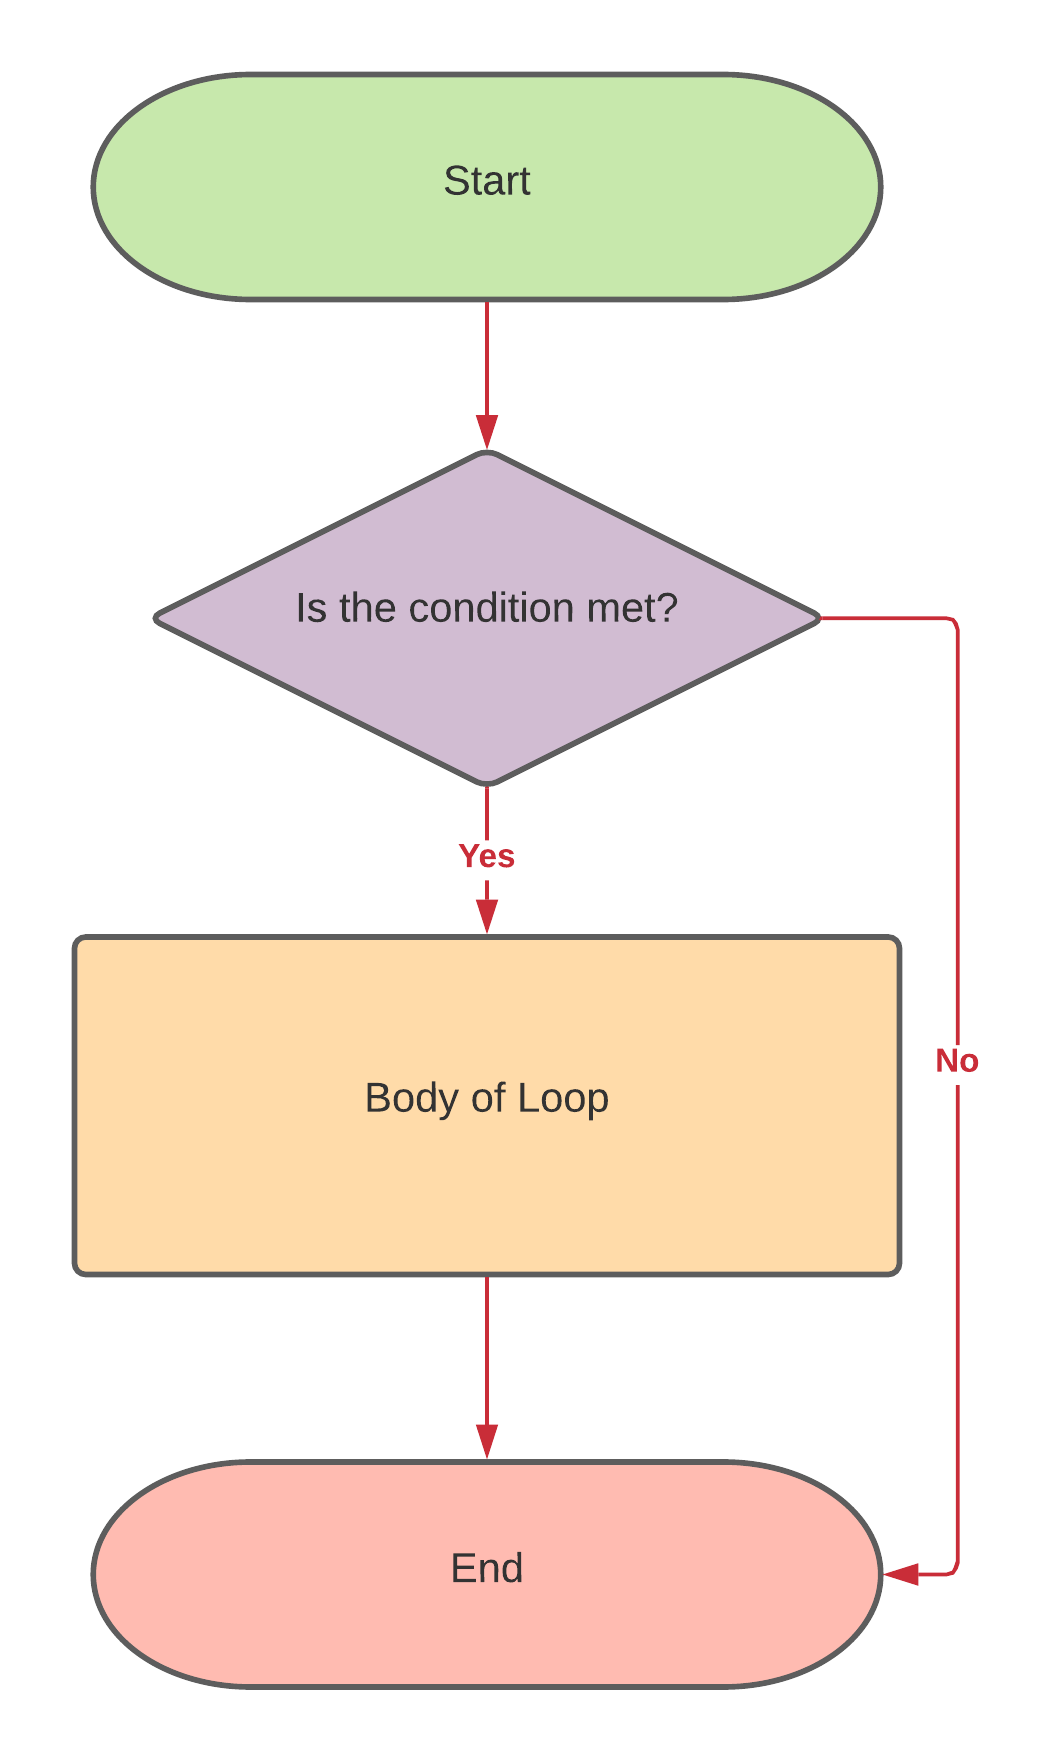 Start
Is the condition met?
Yes
Body of Loop
No
End